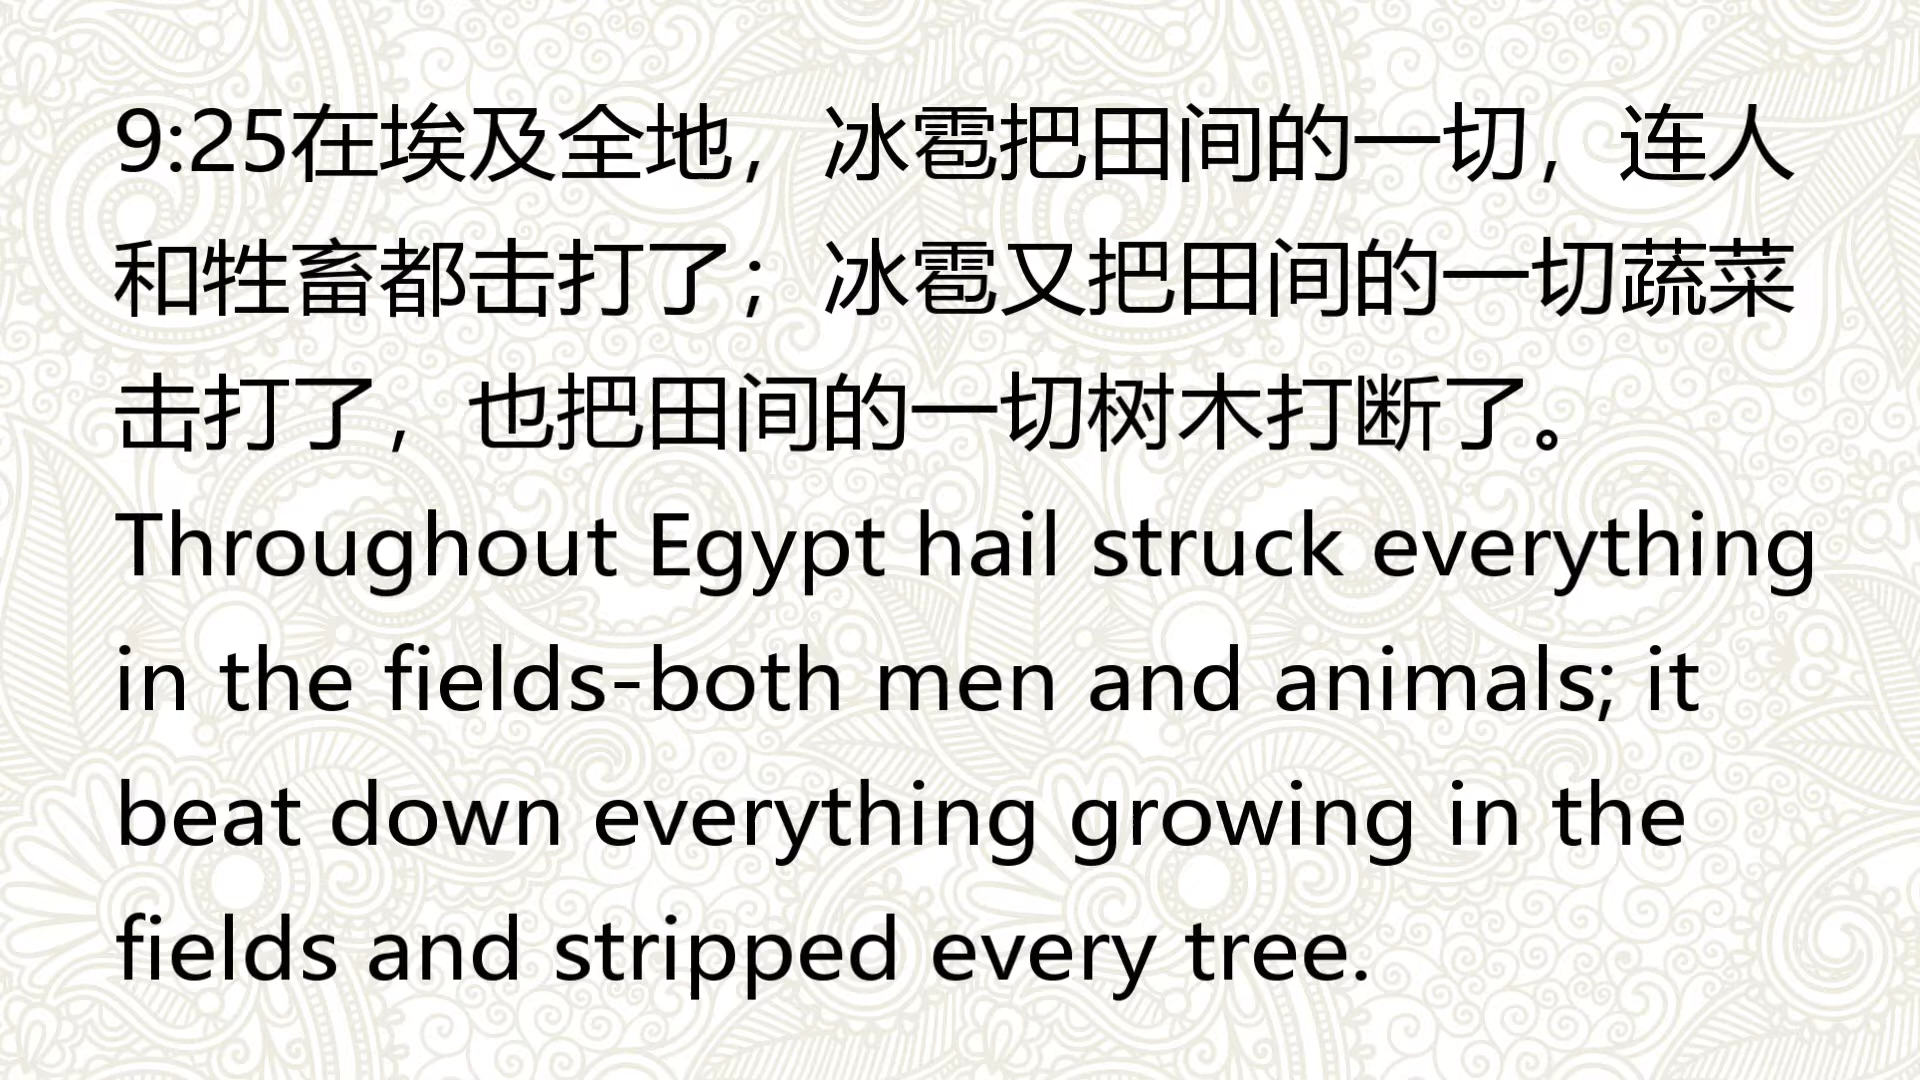 9:25在埃及全地，冰雹把田间的一切，连人
和牲畜都击打了；冰雹又把田间的一切蔬菜
击打了，也把田间的一切树木打断了。
Throughout Egypt hail struck everything
in the fields-both men and animals; it
beat down everything growing in the
fields and stripped every tree.